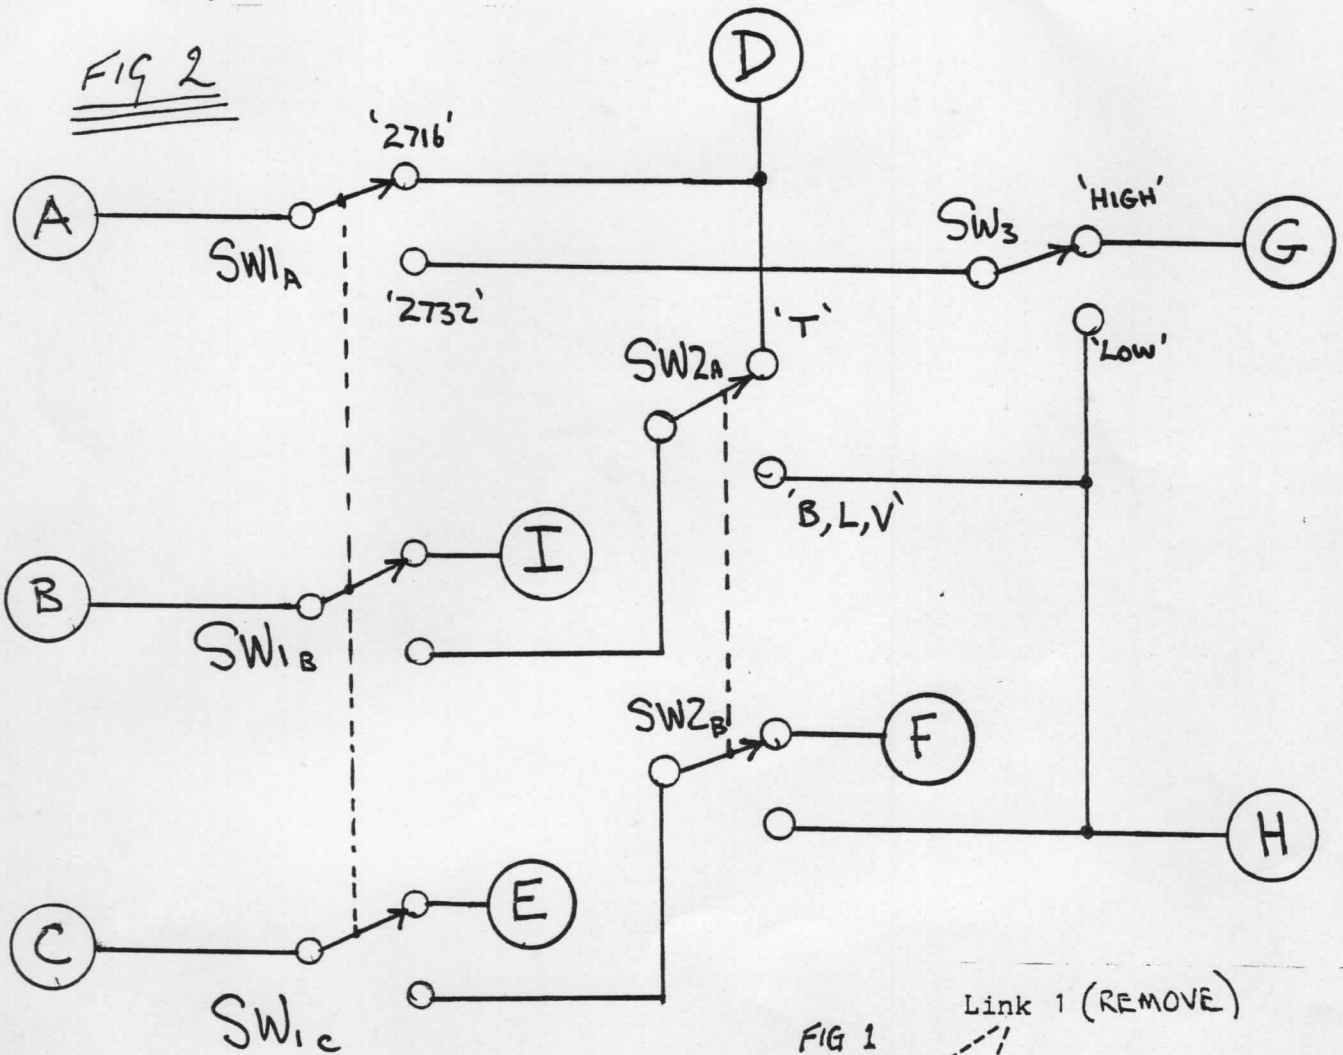 FIG 2
D
'2716'
A
SW1A
'2732'
SW3
'HIGH'
G
'T'
'LOW'
SW2A
'B, L, V'
I
B
SW1B
SW2B
F
H
E
C
SW1C
Link 1 (REMOVE)
FIG 1